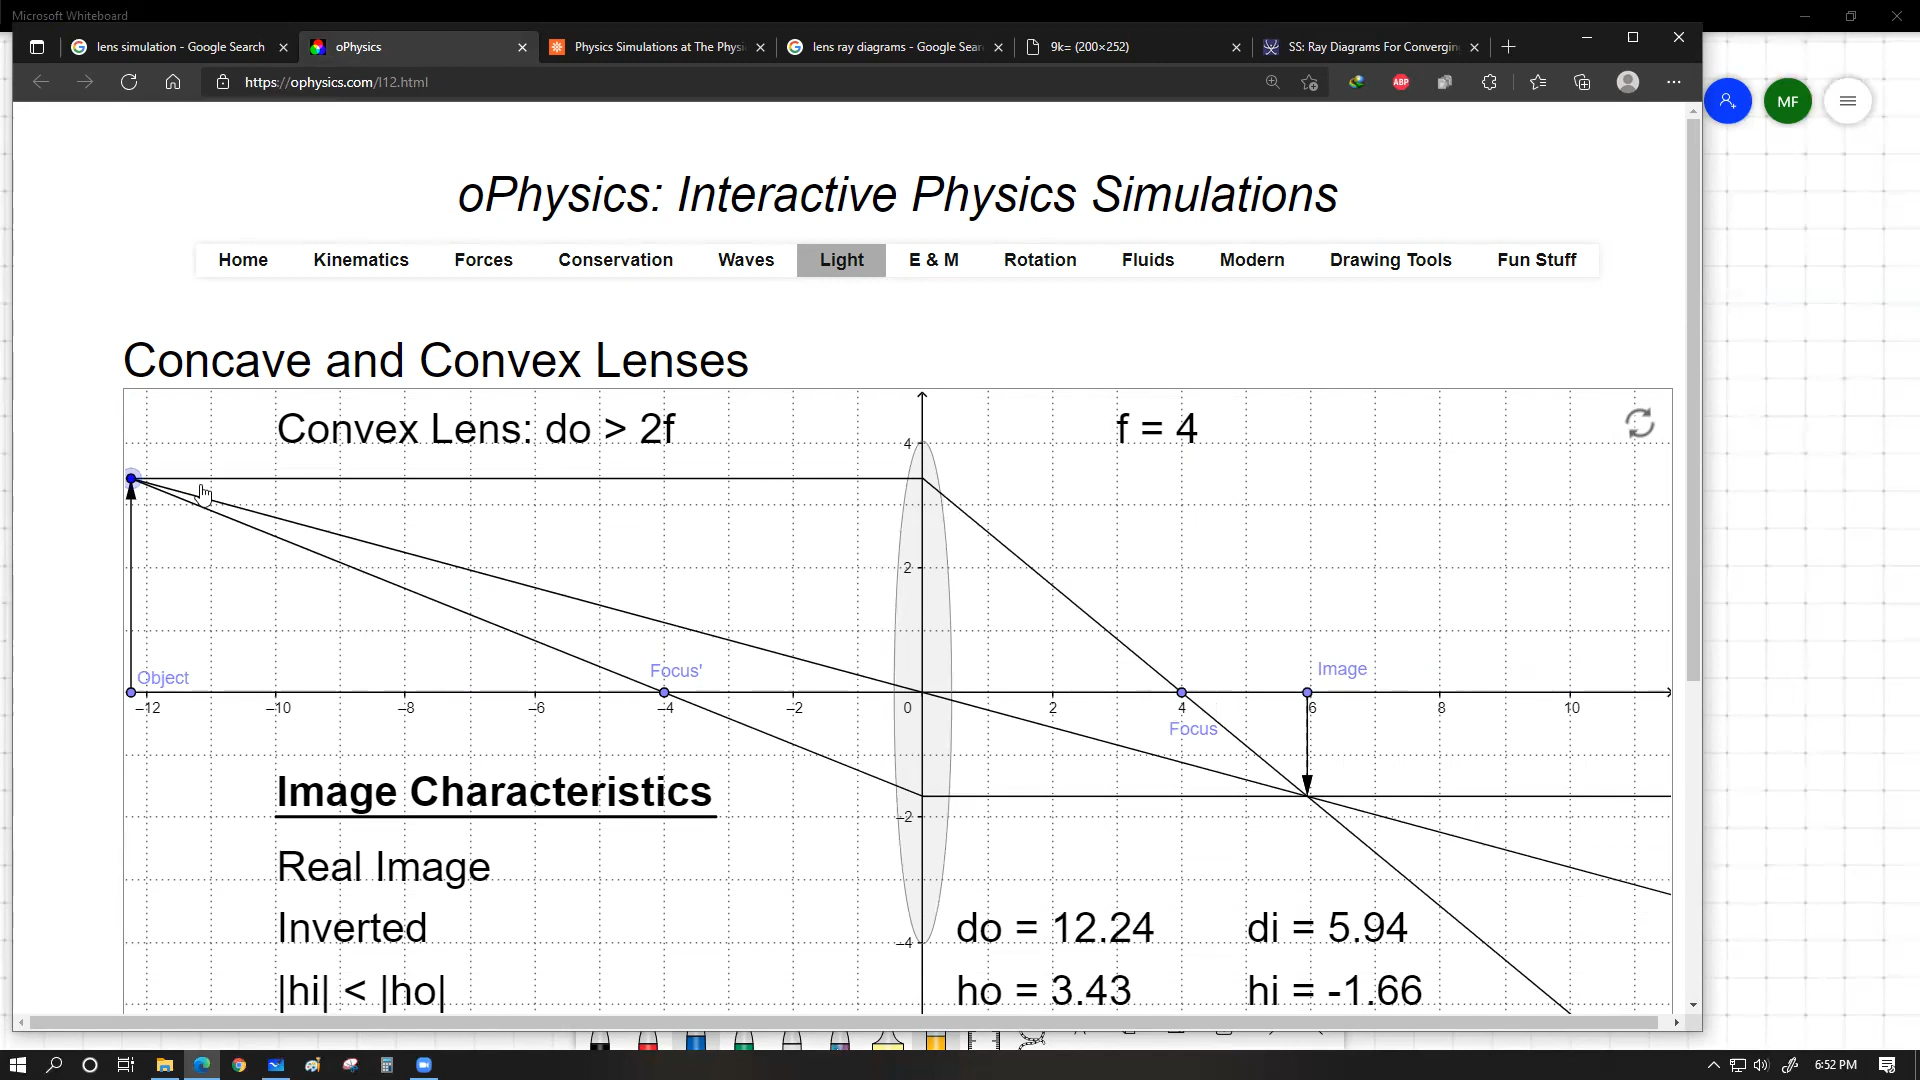 Microsoft Whiteboard
lens simulation - Google Search
oPhysics
Physics Simulations at The Physi
lens ray diagrams - Google Sear
9k= (200×252)
SS: Ray Diagrams For Convergin
https://ophysics.com/l12.html
ABP
MF
oPhysics: Interactive Physics Simulations
Home Kinematics Forces Conservation Waves Light E & M Rotation Fluids Modern Drawing Tools Fun Stuff
Concave and Convex Lenses
Convex Lens: do > 2f
f = 4
4
2
Object
Focus'
Image
–12 –10 –8 –6 –4 –2 0 2 4 6 8 10
Focus
Image Characteristics
–2
Real Image
Inverted
do = 12.24
di = 5.94
–4
|hi| < |ho|
ho = 3.43
hi = -1.66
6:52 PM